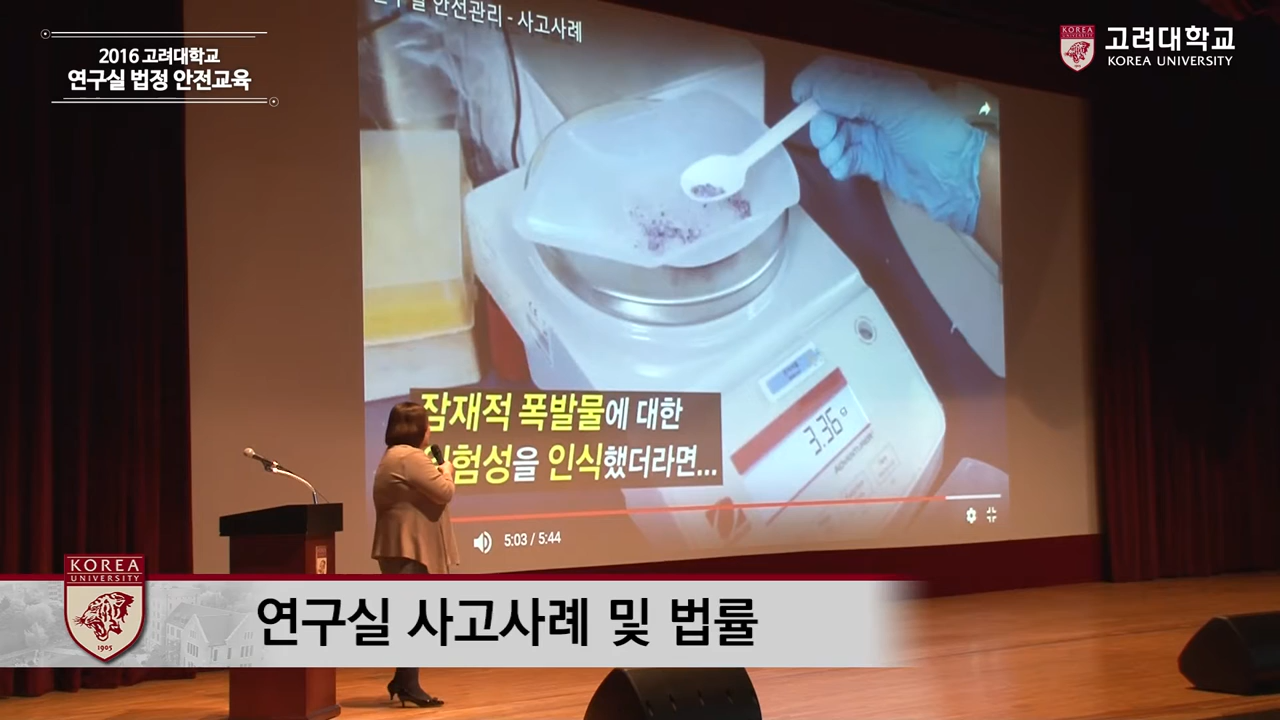 2016 고려대학교
연구실 법정 안전교육
안전관리 - 사고사례
KOREA UNIVERSITY
고려대학교
KOREA UNIVERSITY
3.36 g
잠재적 폭발물에 대한
위험성을 인식했더라면...
5:03 / 5:44
KOREA
UNIVERSITY
1905
연구실 사고사례 및 법률